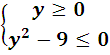 y ≥ 0
y² − 9 ≤ 0